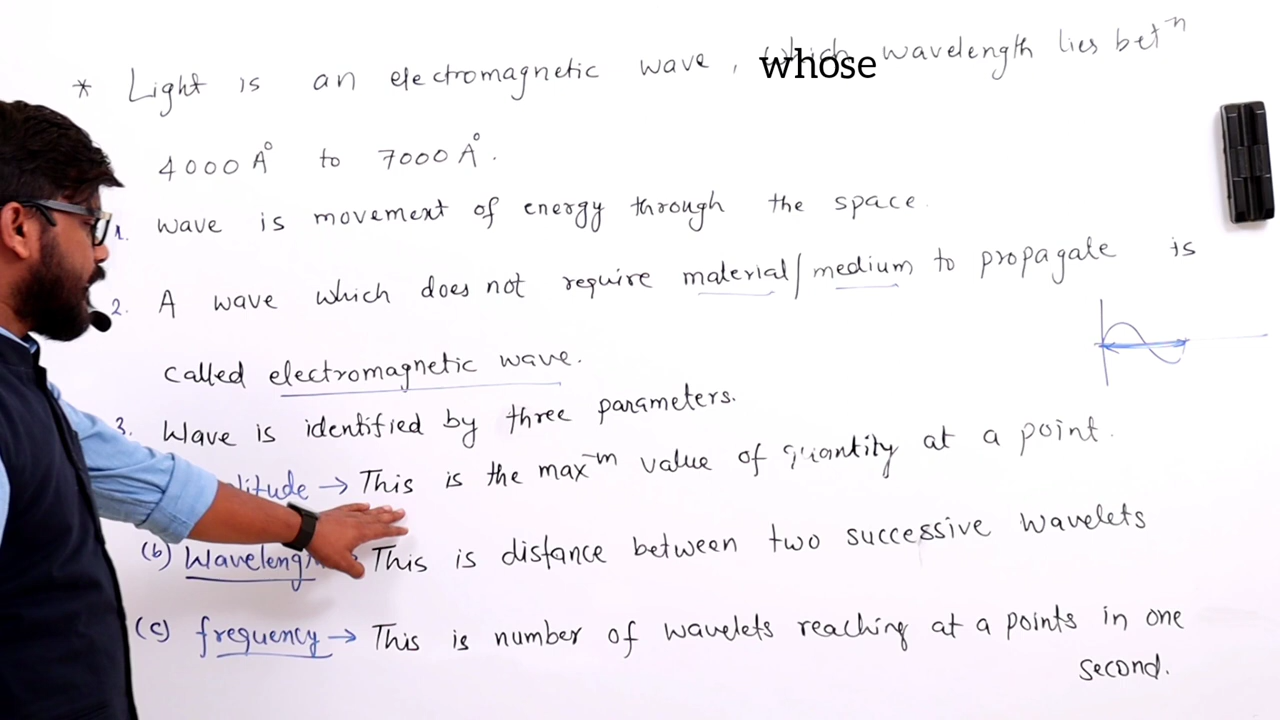 * Light is an electromagnetic wave, whose wavelength lies betⁿ
4000 Å to 7000 Å.
1. Wave is movement of energy through the space.
2. A wave which does not require material/medium to propagate is
called electromagnetic wave.
3. Wave is identified by three parameters.
litude → This is the maxᵐ value of quantity at a point.
(b) Waveleng This is distance between two successive wavelets
(c) frequency → This is number of wavelets reaching at a points in one
second.